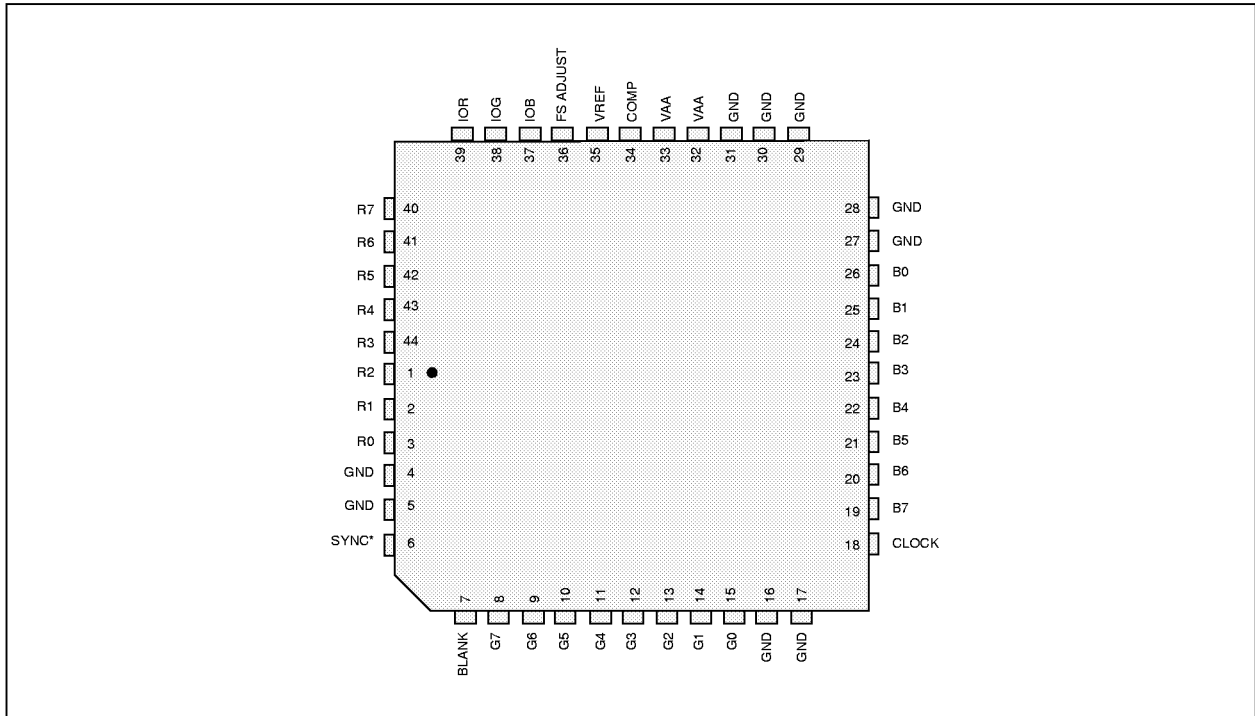 IOR
IOG
IOB
FS ADJUST
VREF
COMP
VAA
VAA
GND
GND
GND
39
38
37
36
35
34
33
32
31
30
29
R7 40
R6 41
R5 42
R4 43
R3 44
R2 1
R1 2
R0 3
GND 4
GND 5
SYNC* 6
28 GND
27 GND
26 B0
25 B1
24 B2
23 B3
22 B4
21 B5
20 B6
19 B7
18 CLOCK
7
8
9
10
11
12
13
14
15
16
17
BLANK
G7
G6
G5
G4
G3
G2
G1
G0
GND
GND